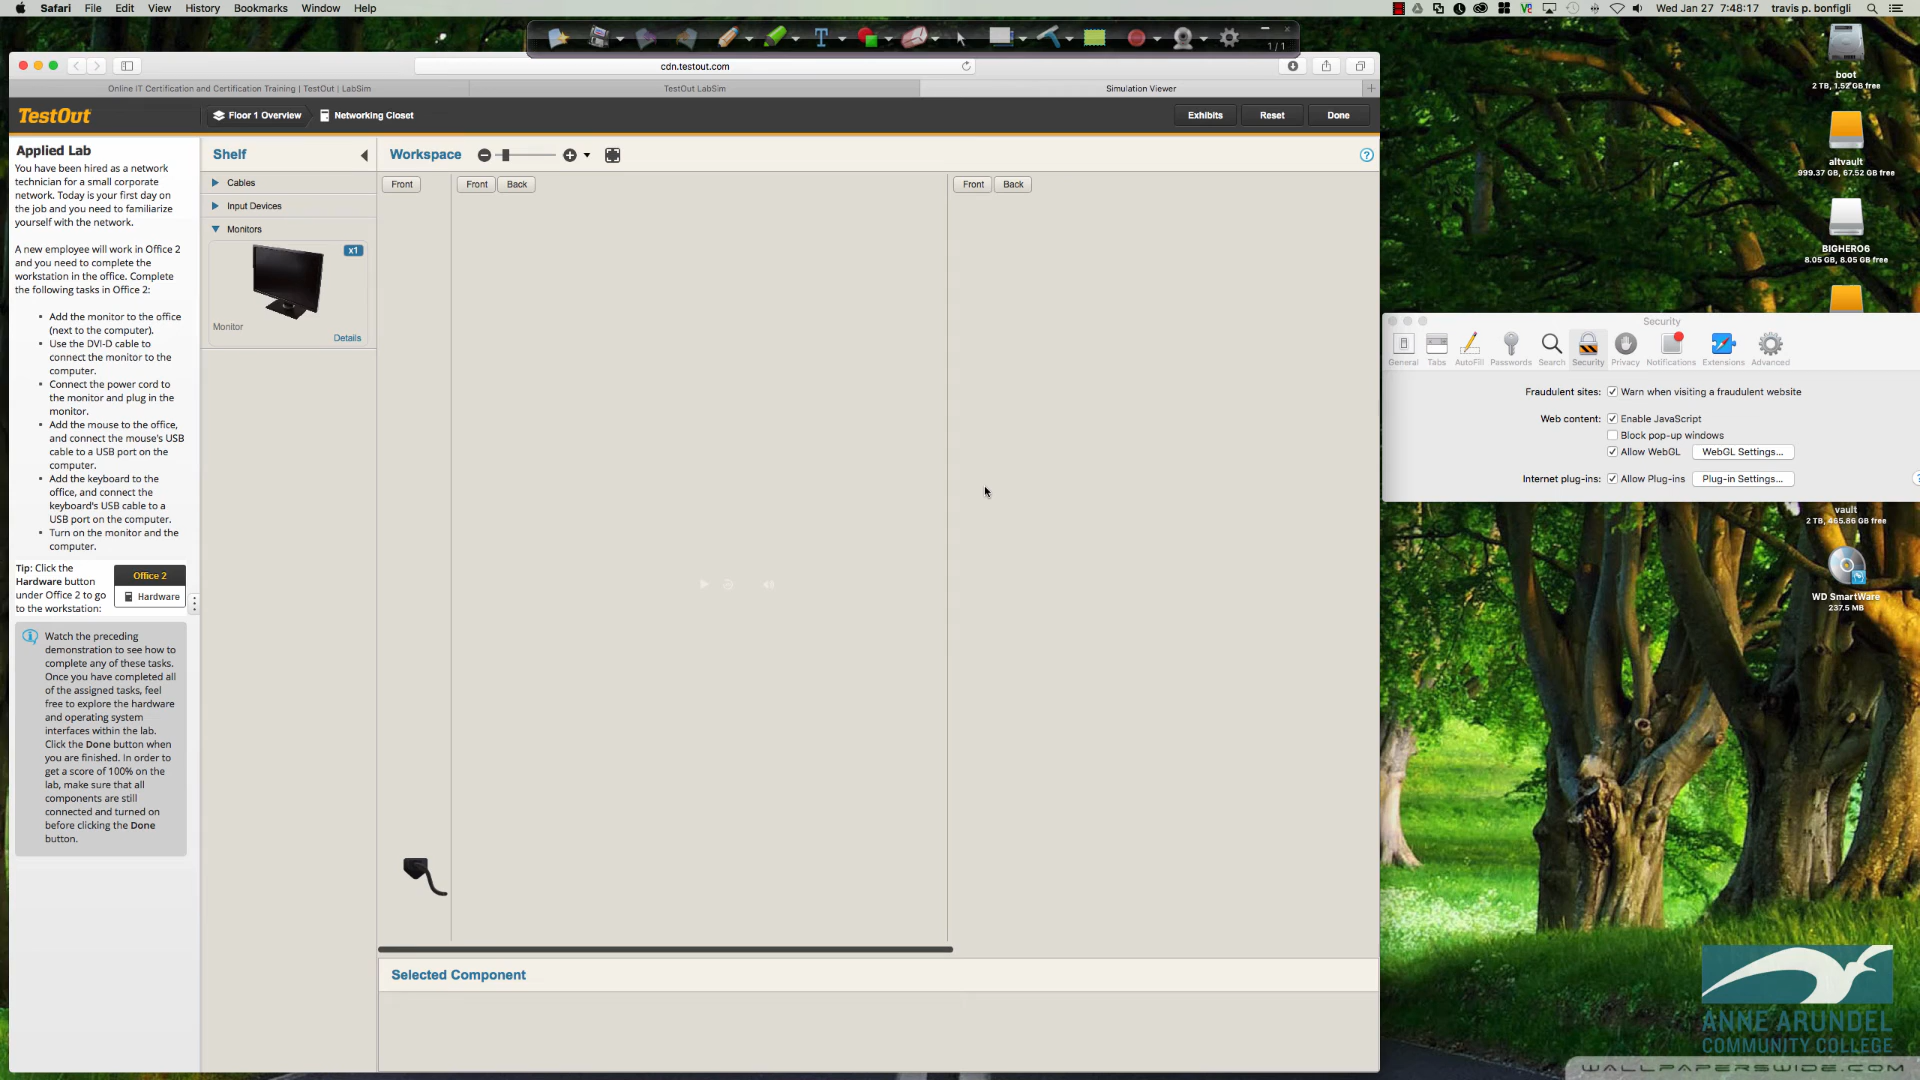 Safari File Edit View History Bookmarks Window Help
Wed Jan 27 7:48:17 travis p. bonfigli
1/1
cdn.testout.com
Online IT Certification and Certification Training | TestOut | LabSim
TestOut LabSim
Simulation Viewer
TestOut
Floor 1 Overview
Networking Closet
Exhibits
Reset
Done
Applied Lab
You have been hired as a network
technician for a small corporate
network. Today is your first day on
the job and you need to familiarize
yourself with the network.
A new employee will work in Office 2
and you need to complete the
workstation in the office. Complete
the following tasks in Office 2:
▪ Add the monitor to the office
(next to the computer).
▪ Use the DVI-D cable to
connect the monitor to the
computer.
▪ Connect the power cord to
the monitor and plug in the
monitor.
▪ Add the mouse to the office,
and connect the mouse's USB
cable to a USB port on the
computer.
▪ Add the keyboard to the
office, and connect the
keyboard's USB cable to a
USB port on the computer.
▪ Turn on the monitor and the
computer.
Tip: Click the
Hardware button
under Office 2 to go
to the workstation:
Office 2
Hardware
Watch the preceding
demonstration to see how to
complete any of these tasks.
Once you have completed all
of the assigned tasks, feel
free to explore the hardware
and operating system
interfaces within the lab.
Click the Done button when
you are finished. In order to
get a score of 100% on the
lab, make sure that all
components are still
connected and turned on
before clicking the Done
button.
Shelf
Cables
Input Devices
Monitors
x1
Monitor
Details
Workspace
Front
Front Back
Front Back
Selected Component
boot
2 TB, 1.52 GB free
altvault
999.37 GB, 67.52 GB free
BIGHERO6
8.05 GB, 8.05 GB free
Security
General Tabs AutoFill Passwords Search Security Privacy Notifications Extensions Advanced
Fraudulent sites: Warn when visiting a fraudulent website
Web content: Enable JavaScript
Block pop-up windows
Allow WebGL WebGL Settings...
Internet plug-ins: Allow Plug-ins Plug-in Settings...
vault
2 TB, 465.86 GB free
WD SmartWare
237.5 MB
ANNE ARUNDEL
COMMUNITY COLLEGE
WALLPAPERSWIDE.COM